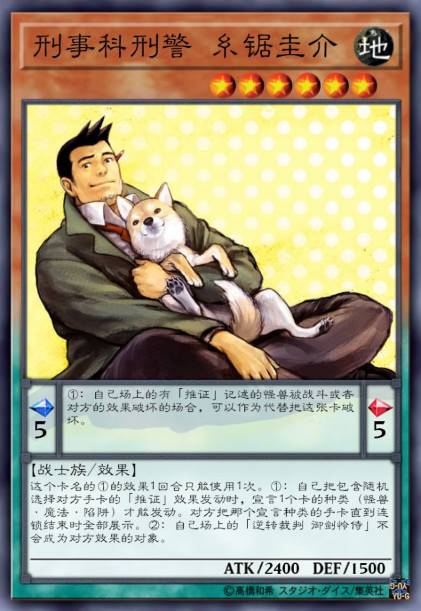 刑事科刑警 糸锯圭介
地
①：自己场上的有「推证」记述的怪兽被战斗或者
对方的效果破坏的场合，可以作为代替把这张卡破
坏。
5
5
【战士族/效果】
这个卡名的①的效果1回合只能使用1次。①：自己把包含随机
选择对方手卡的「推证」效果发动时，宣言1个卡的种类（怪兽
·魔法·陷阱）才能发动。对方把那个宣言种类的手卡直到连
锁结束时全部展示。②：自己场上的「逆转裁判 御剑怜侍」不
会成为对方效果的对象。
ATK/2400 DEF/1500
©高橋和希 スタジオ・ダイス/集英社